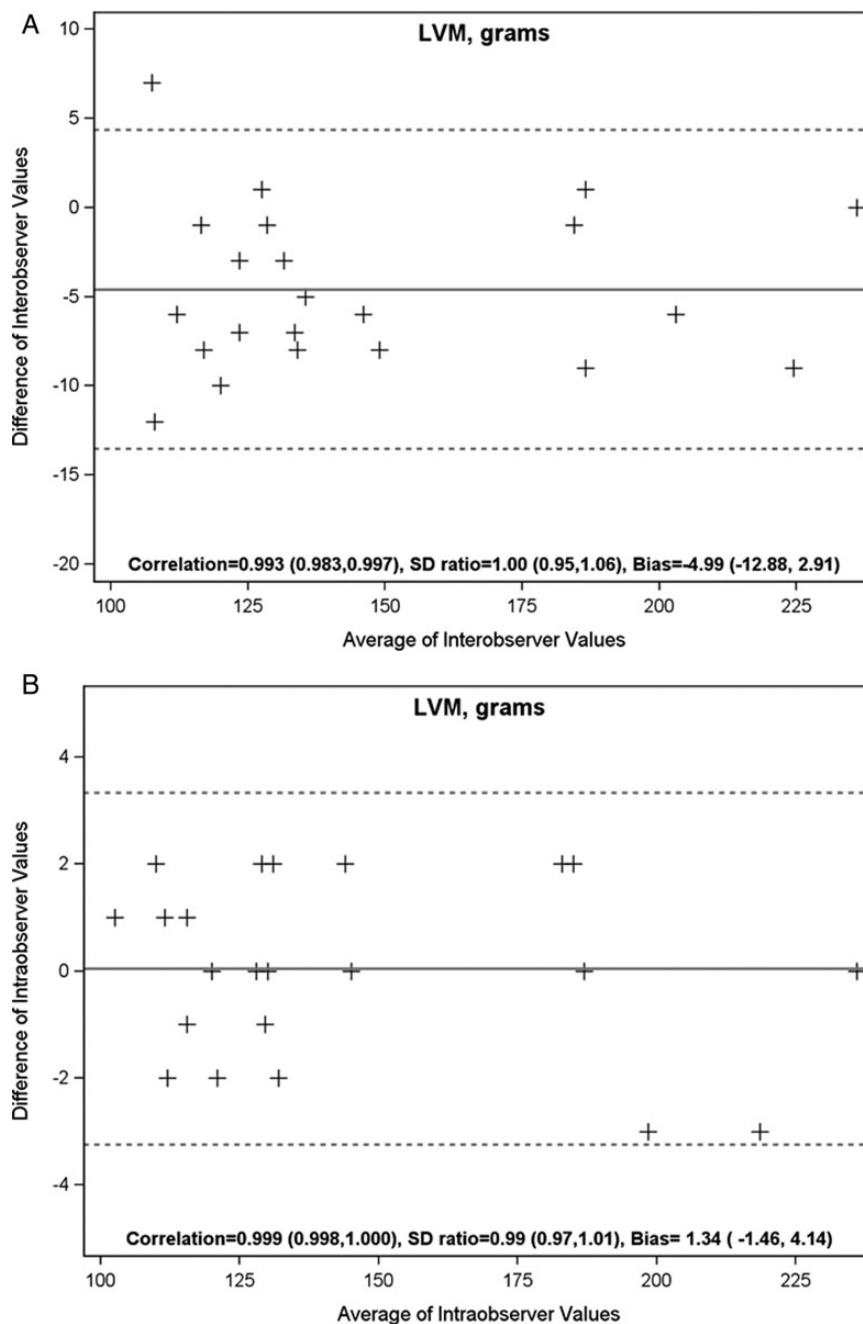 A
LVM, grams
10
5
0
-5
-10
-15
-20
Difference of Interobserver Values
Correlation=0.993 (0.983,0.997), SD ratio=1.00 (0.95,1.06), Bias=-4.99 (-12.88, 2.91)
100 125 150 175 200 225
Average of Interobserver Values
B
LVM, grams
4
2
0
-2
-4
Difference of Intraobserver Values
Correlation=0.999 (0.998,1.000), SD ratio=0.99 (0.97,1.01), Bias= 1.34 ( -1.46, 4.14)
100 125 150 175 200 225
Average of Intraobserver Values